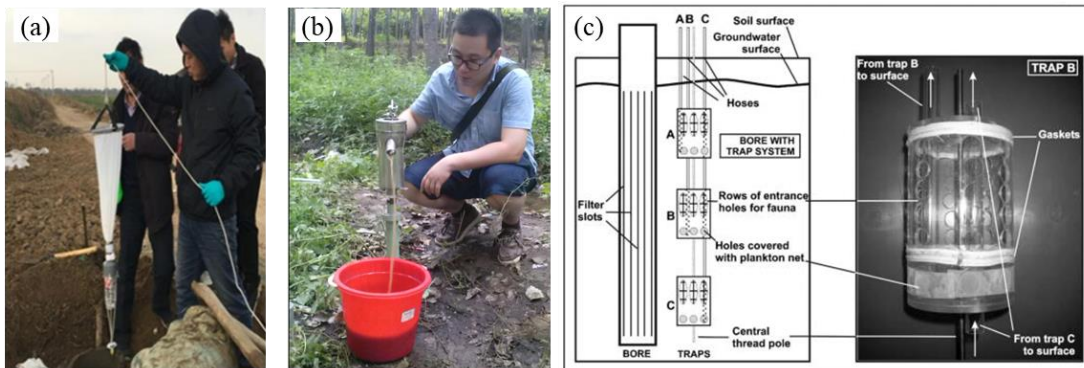 (a)
(b)
(c)
A B C
Soil surface
Groundwater
surface
Hoses
A
BORE WITH
TRAP SYSTEM
Filter
slots
B
Rows of entrance
holes for fauna
Holes covered
with plankton net
C
Central
thread pole
BORE
TRAPS
From trap B
to surface
TRAP B
Gaskets
From trap C
to surface